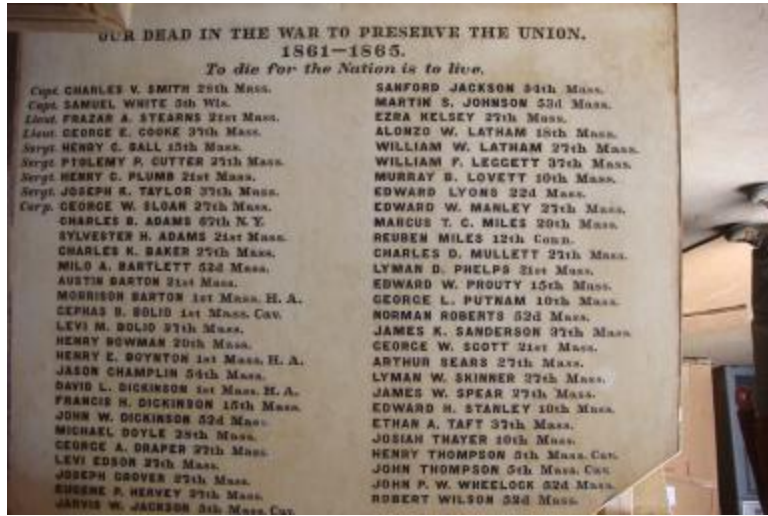 OUR DEAD IN THE WAR TO PRESERVE THE UNION.
1861—1865.
To die for the Nation is to live.
Capt. CHARLES V. SMITH 28th Mass.
Capt. SAMUEL WHITE 5th Wis.
Lieut. FRAZAR A. STEARNS 21st Mass.
Lieut. GEORGE E. COOKE 37th Mass.
Sergt. HENRY C. BALL 15th Mass.
Sergt. PTOLEMY P. CUTTER 27th Mass.
Sergt. HENRY C. PLUMB 21st Mass.
Sergt. JOSEPH K. TAYLOR 37th Mass.
Corp. GEORGE W. SLOAN 27th Mass.
CHARLES B. ADAMS 67th N.Y.
SYLVESTER H. ADAMS 21st Mass.
CHARLES K. BAKER 27th Mass.
MILO A. BARTLETT 52d Mass.
AUSTIN BARTON 21st Mass.
MORRISON BARTON 1st Mass. H. A.
CEPHAS B. BOLIO 1st Mass. Cav.
LEVI M. BOLIO 37th Mass.
HENRY BOWMAN 20th Mass.
HENRY E. BOYNTON 1st Mass. H. A.
JASON CHAMPLIN 54th Mass.
DAVID L. DICKINSON 1st Mass. H. A.
FRANCIS H. DICKINSON 15th Mass.
JOHN W. DICKINSON 52d Mass.
MICHAEL DOYLE 28th Mass.
GEORGE A. DRAPER 27th Mass.
LEVI EDSON 27th Mass.
JOSEPH GROVER 27th Mass.
EUGENE P. HERVEY 27th Mass.
JARVIS W. JACKSON 5th Mass. Cav.
SANFORD JACKSON 54th Mass.
MARTIN S. JOHNSON 53d Mass.
EZRA KELSEY 27th Mass.
ALONZO W. LATHAM 18th Mass.
WILLIAM W. LATHAM 27th Mass.
WILLIAM F. LEGGETT 37th Mass.
MURRAY B. LOVETT 10th Mass.
EDWARD LYONS 22d Mass.
EDWARD W. MANLEY 27th Mass.
MARCUS T. C. MILES 20th Mass.
REUBEN MILES 12th Conn.
CHARLES D. MULLETT 27th Mass.
LYMAN D. PHELPS 21st Mass.
EDWARD W. PROUTY 15th Mass.
GEORGE L. PUTNAM 10th Mass.
NORMAN ROBERTS 52d Mass.
JAMES K. SANDERSON 37th Mass
GEORGE W. SCOTT 21st Mass.
ARTHUR SEARS 27th Mass.
LYMAN W. SKINNER 27th Mass.
JAMES W. SPEAR 27th Mass.
EDWARD H. STANLEY 10th Mass.
ETHAN A. TAFT 37th Mass.
JOSIAH THAYER 10th Mass.
HENRY THOMPSON 5th Mass. Cav.
JOHN THOMPSON 5th Mass. Cav.
JOHN P. W. WHEELOCK 52d Mass.
ROBERT WILSON 52d Mass.